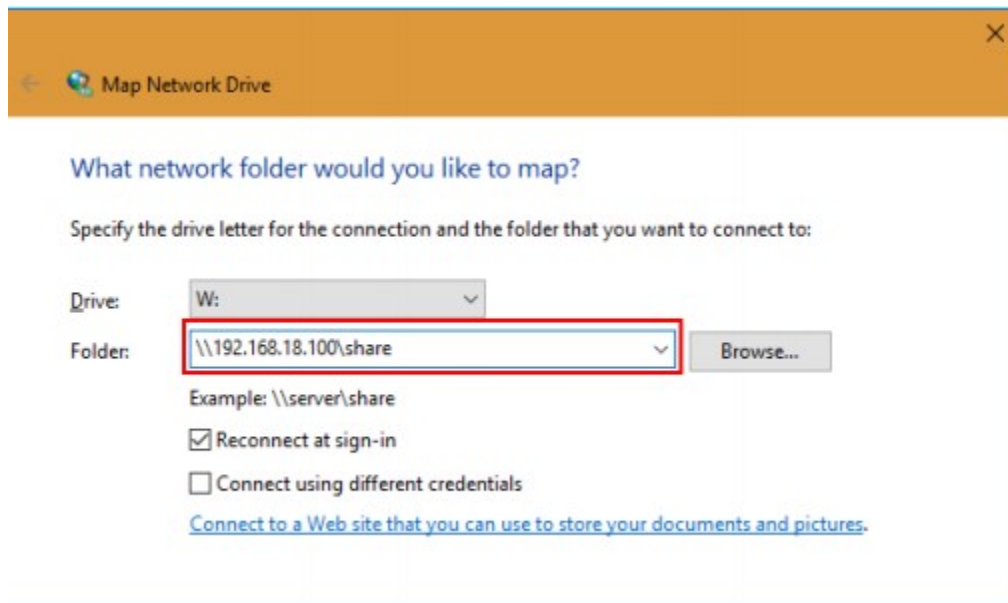 Map Network Drive
What network folder would you like to map?
Specify the drive letter for the connection and the folder that you want to connect to:
Drive: W:
Folder: \\192.168.18.100\share Browse...
Example: \\server\share
Reconnect at sign-in
Connect using different credentials
Connect to a Web site that you can use to store your documents and pictures.